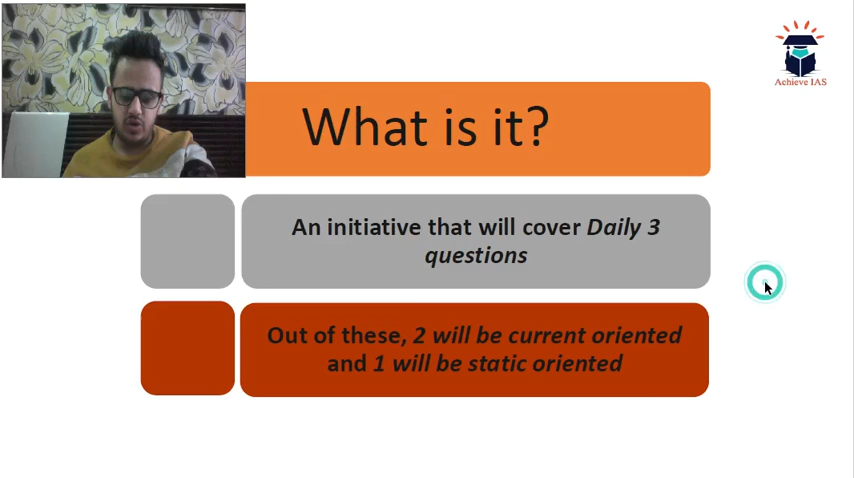 Achieve IAS
What is it?
An initiative that will cover Daily 3
questions
Out of these, 2 will be current oriented
and 1 will be static oriented